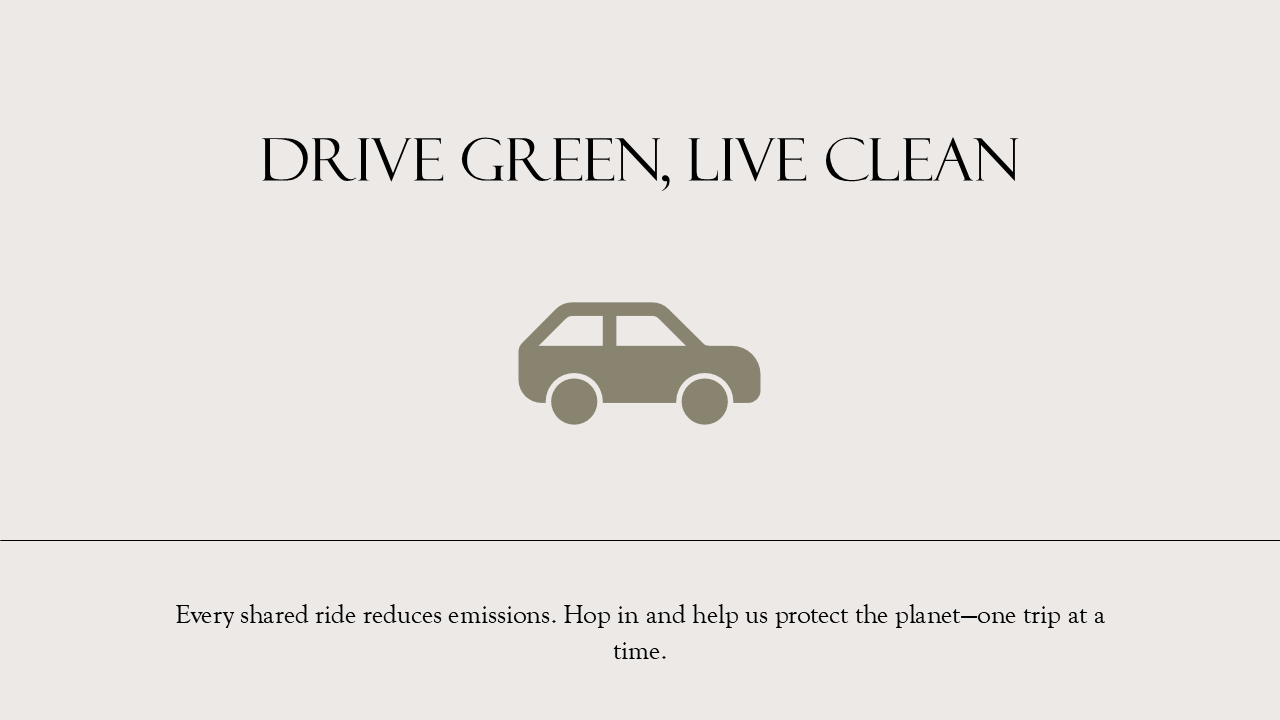 DRIVE GREEN, LIVE CLEAN
Every shared ride reduces emissions. Hop in and help us protect the planet—one trip at a
time.